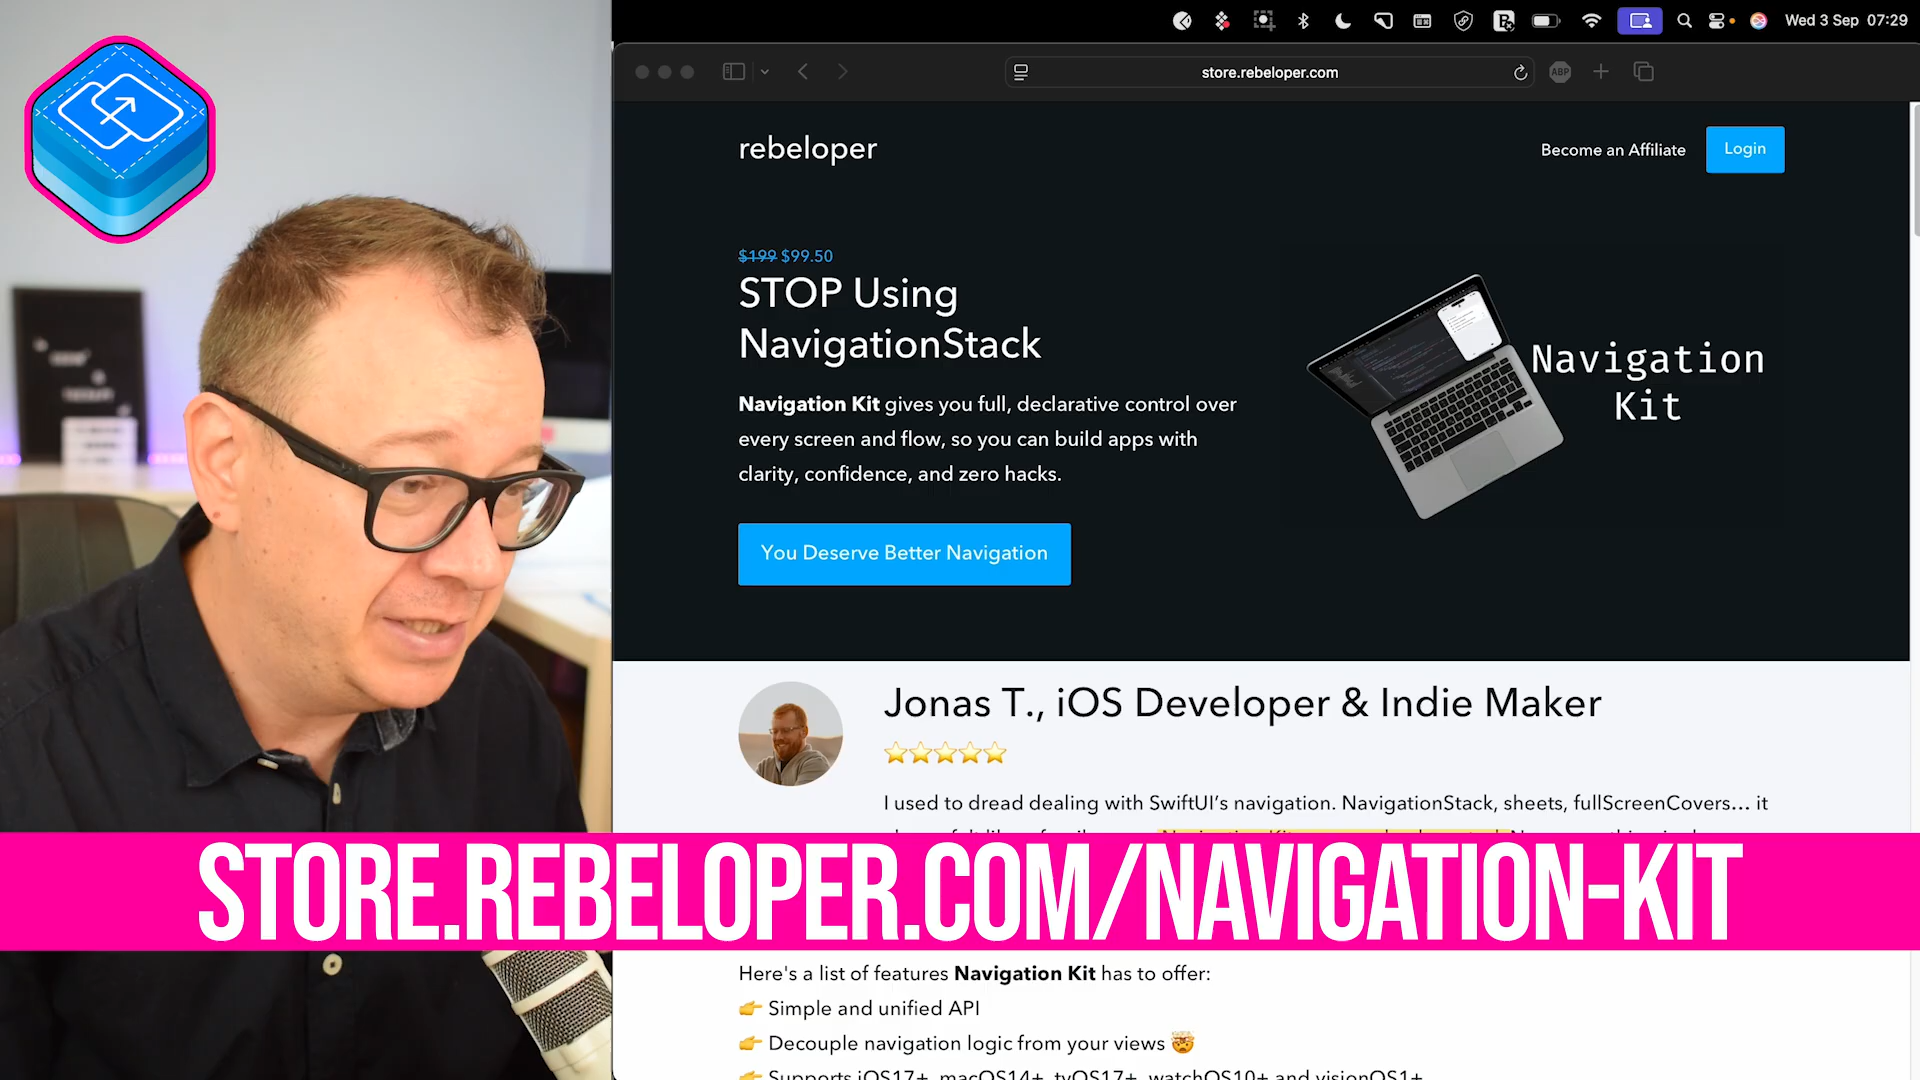 Wed 3 Sep 07:29
store.rebeloper.com
ABP
rebeloper
Become an Affiliate
Login
$199 $99.50
STOP Using
NavigationStack
Navigation Kit gives you full, declarative control over
every screen and flow, so you can build apps with
clarity, confidence, and zero hacks.
You Deserve Better Navigation
Navigation
Kit
Jonas T., iOS Developer & Indie Maker
I used to dread dealing with SwiftUI’s navigation. NavigationStack, sheets, fullScreenCovers… it
STORE.REBELOPER.COM/NAVIGATION-KIT
Here's a list of features Navigation Kit has to offer:
👉 Simple and unified API
👉 Decouple navigation logic from your views 🤯
👉 Supports iOS17+, macOS14+, tvOS17+, watchOS10+ and visionOS1+